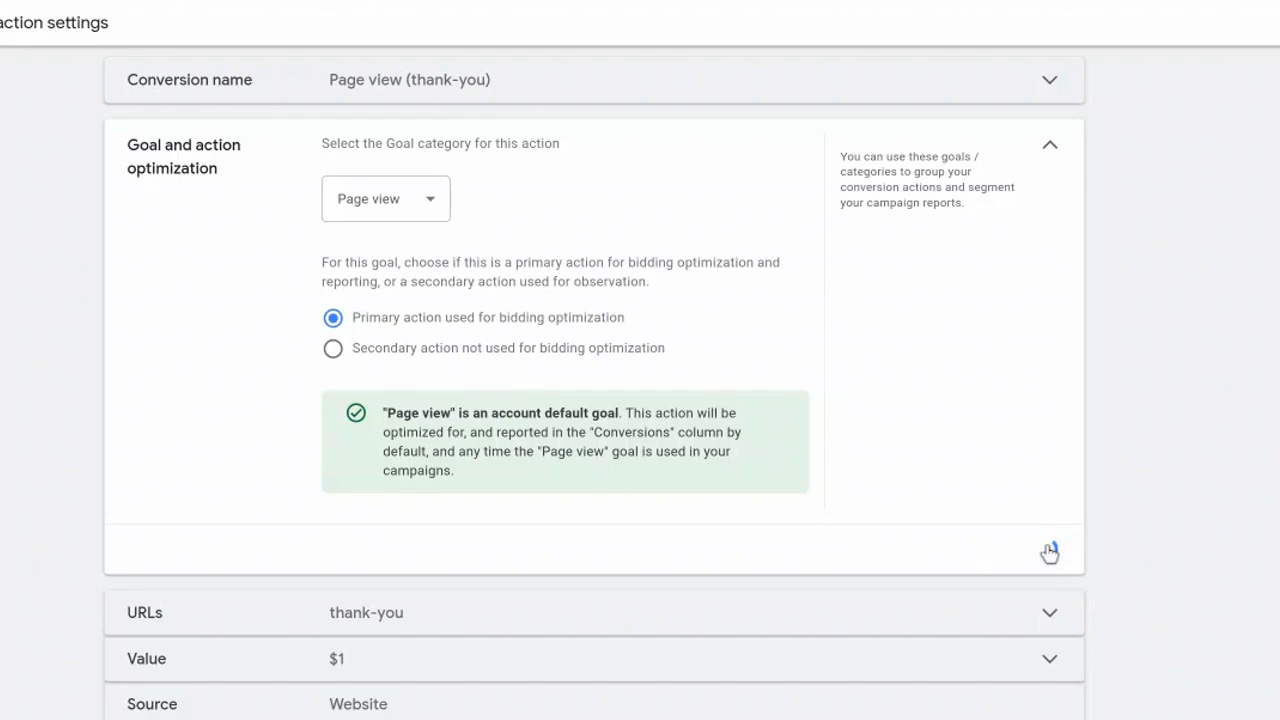 action settings
Conversion name
Page view (thank-you)
Goal and action
optimization
Select the Goal category for this action
Page view
For this goal, choose if this is a primary action for bidding optimization and
reporting, or a secondary action used for observation.
Primary action used for bidding optimization
Secondary action not used for bidding optimization
"Page view" is an account default goal. This action will be
optimized for, and reported in the "Conversions" column by
default, and any time the "Page view" goal is used in your
campaigns.
You can use these goals /
categories to group your
conversion actions and segment
your campaign reports.
URLs
thank-you
Value
$1
Source
Website